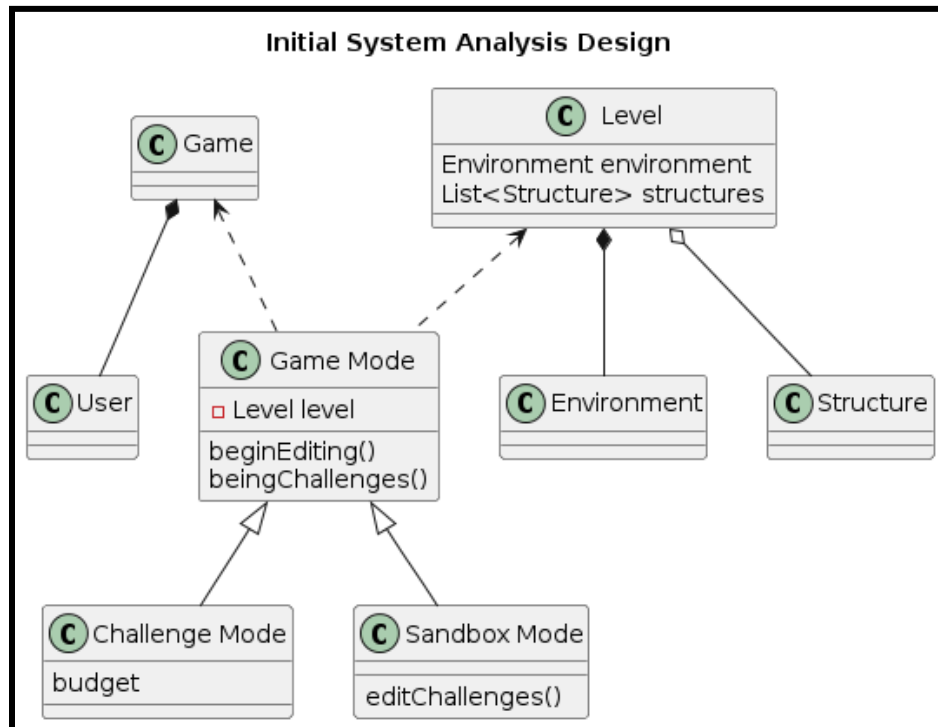 Initial System Analysis Design
C Game
C Level
Environment environment
List<Structure> structures
C Game Mode
Level level
beginEditing()
beingChallenges()
C User
C Environment
C Structure
C Challenge Mode
budget
C Sandbox Mode
editChallenges()